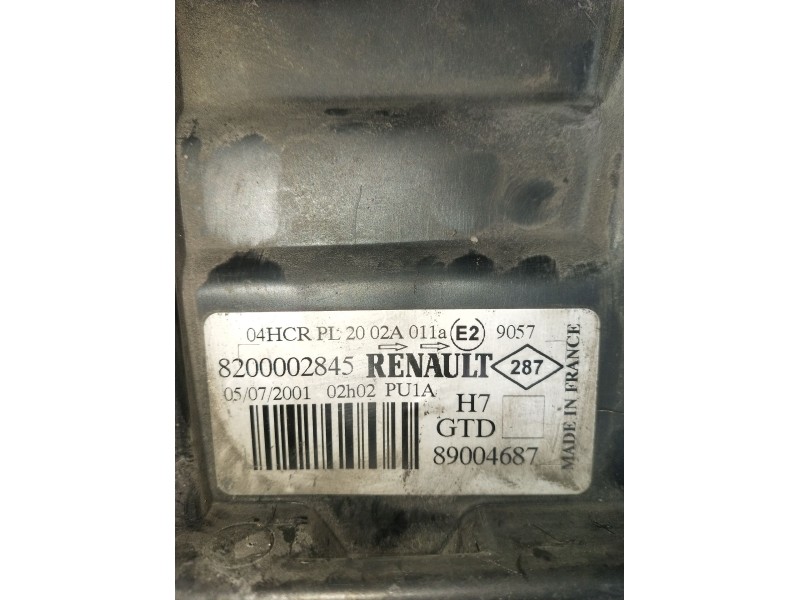 04HCR PL 20 02A 011a E2 9057
8200002845 RENAULT 287
05/07/2001 02h02 PU1A
H7
GTD
89004687
MADE IN FRANCE